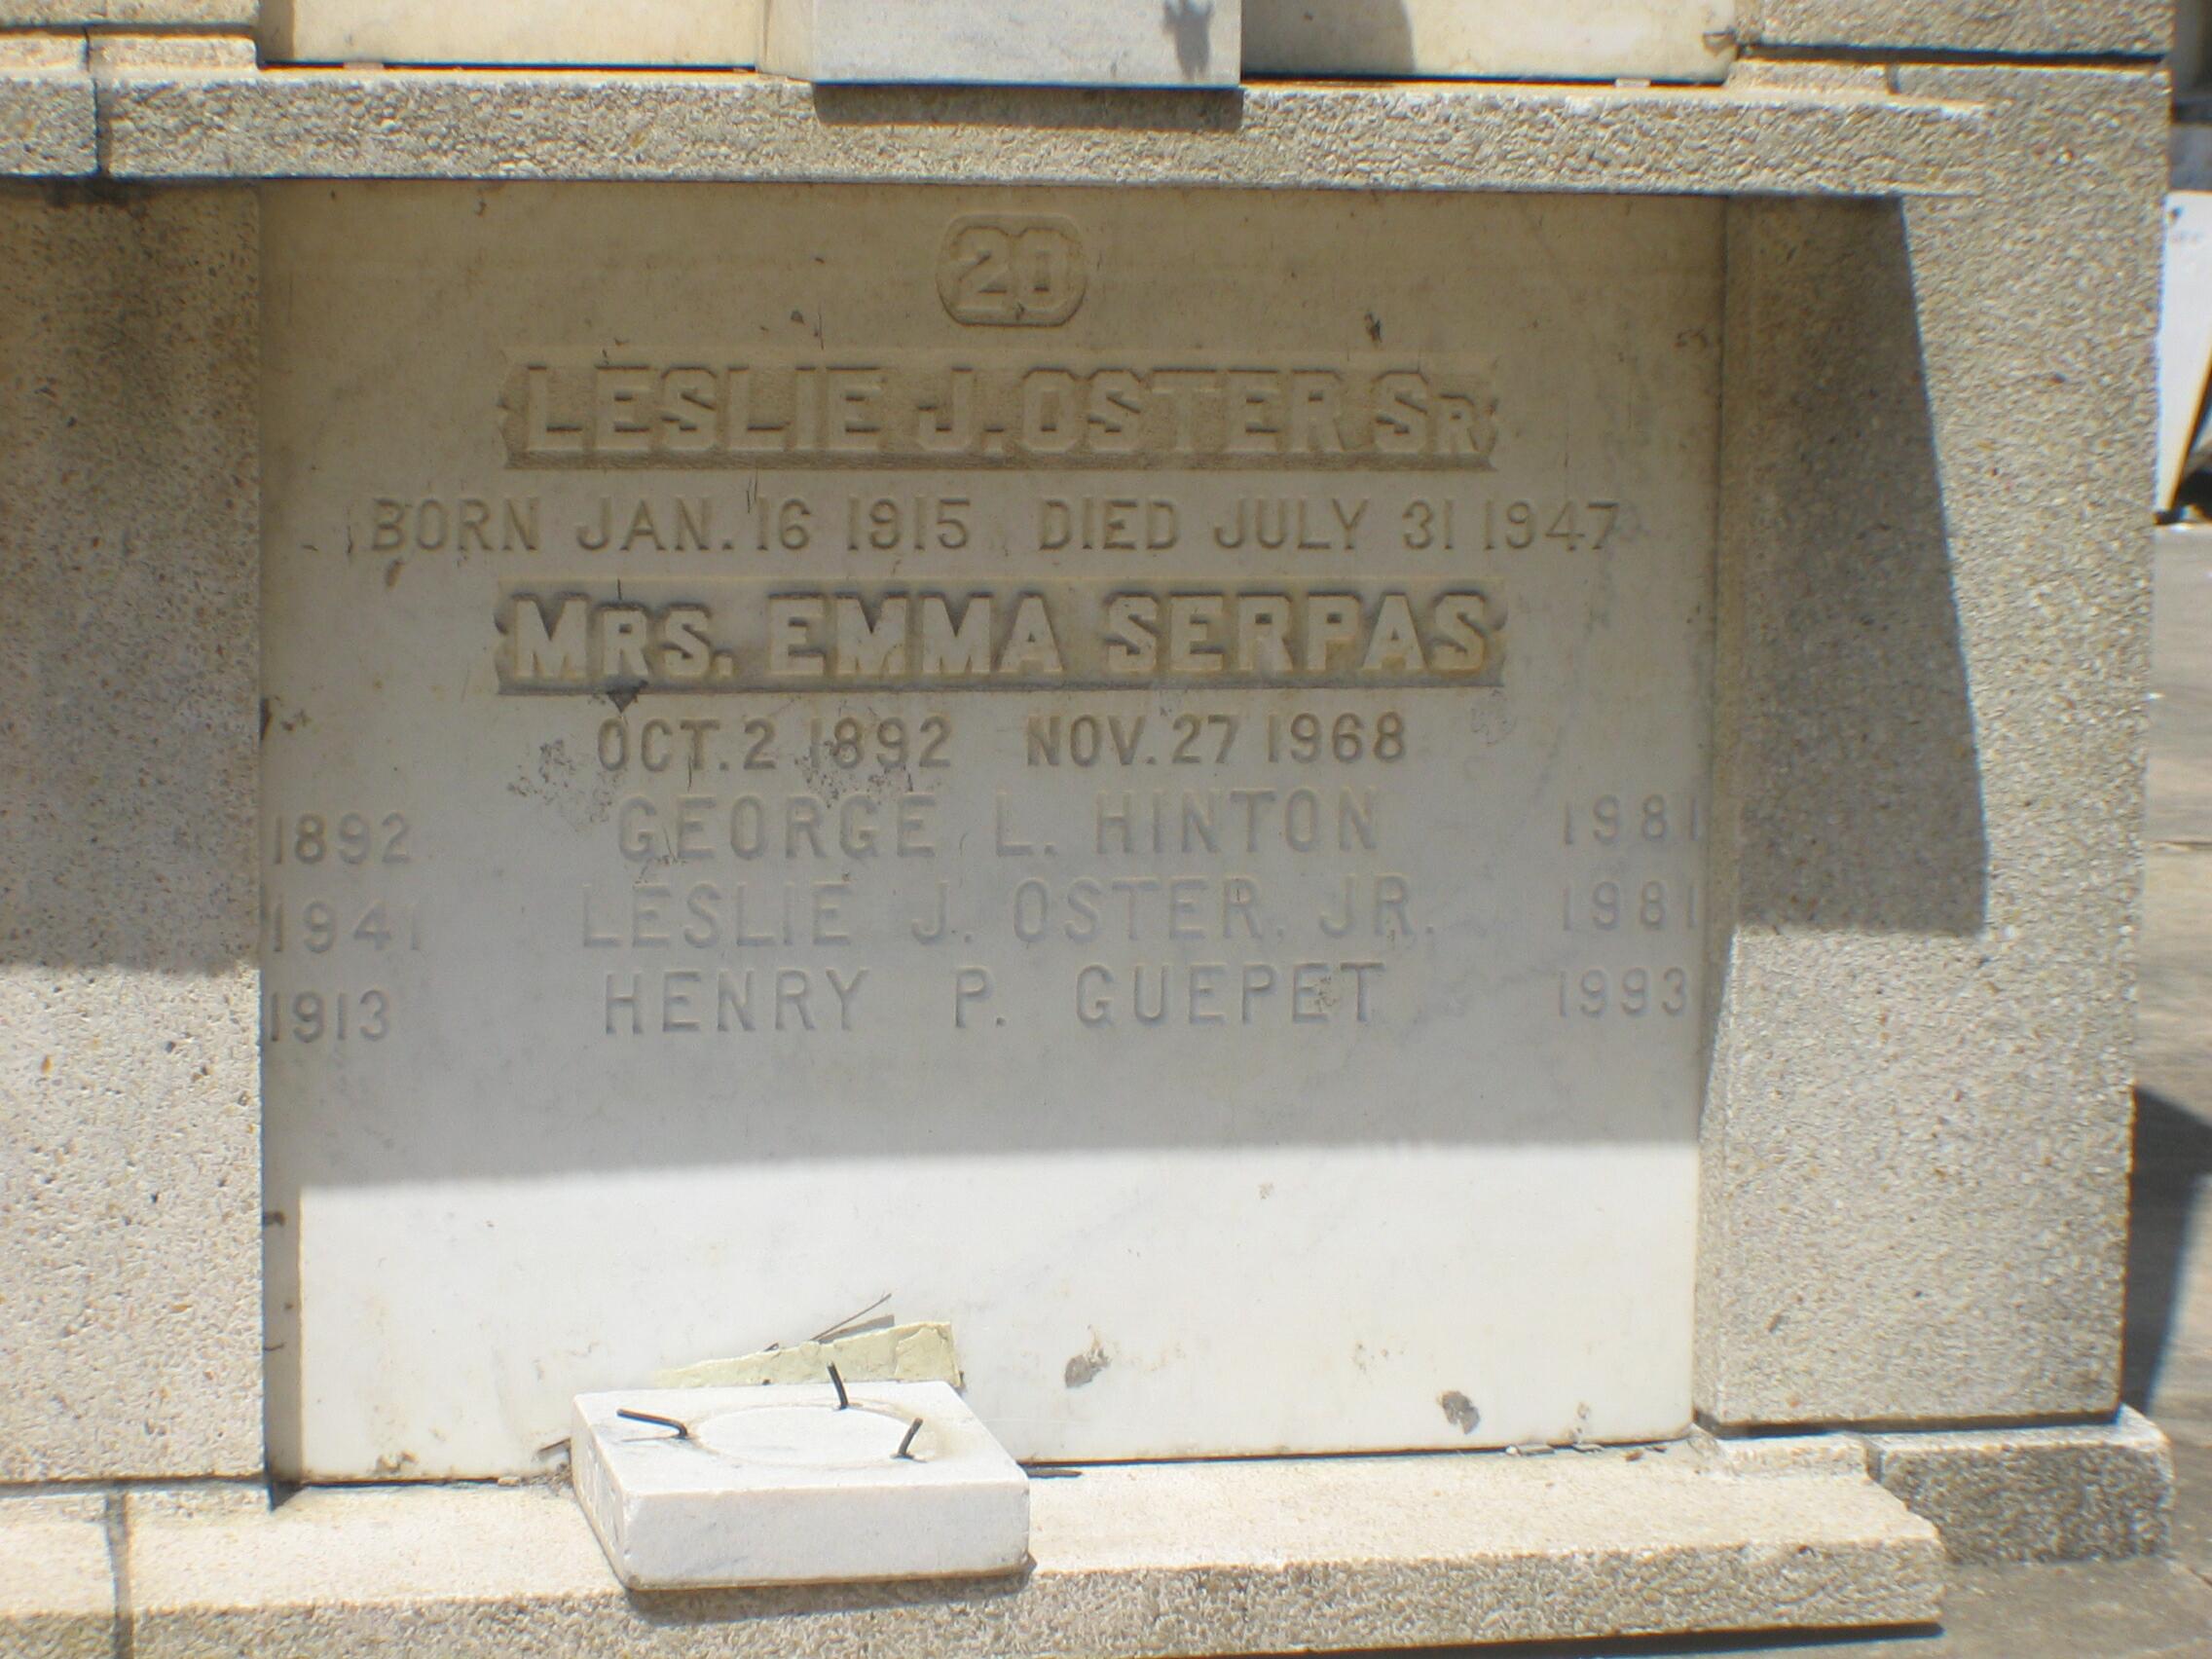 20
LESLIE J. OSTER SR
BORN JAN. 16 1915 DIED JULY 31 1947
MRS. EMMA SERPAS
OCT. 2 1892 NOV. 27 1968
1892 GEORGE L. HINTON 1981
1941 LESLIE J. OSTER, JR. 1981
1913 HENRY P. GUEPET 1993